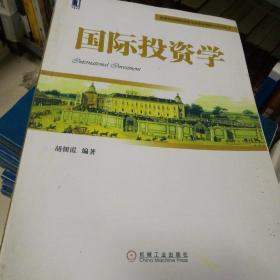 国际投资学
International Investment
胡朝霞 编著
机械工业出版社
China Machine Press